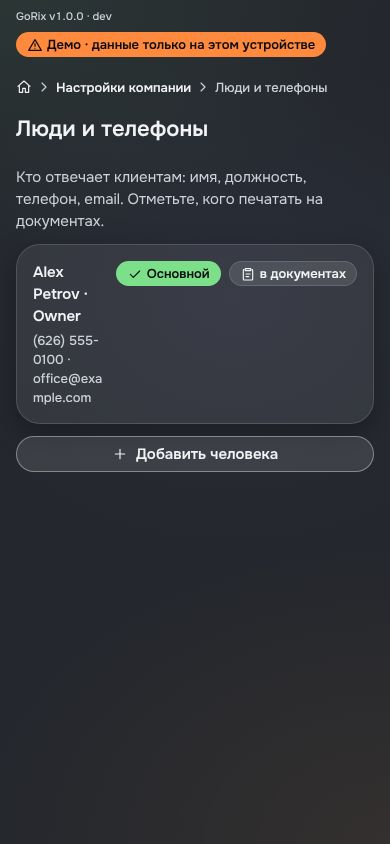 GoRix v1.0.0 · dev
Демо · данные только на этом устройстве
Настройки компании > Люди и телефоны
Люди и телефоны
Кто отвечает клиентам: имя, должность,
телефон, email. Отметьте, кого печатать на
документах.
Alex
Petrov ·
Owner
(626) 555-
0100 ·
office@exa
mple.com
Основной
в документах
+ Добавить человека